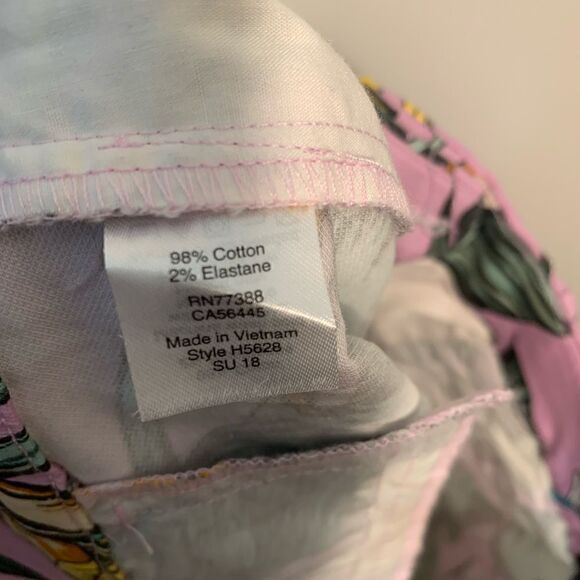 98% Cotton
2% Elastane
RN77388
CA56445
Made in Vietnam
Style H5628
SU 18